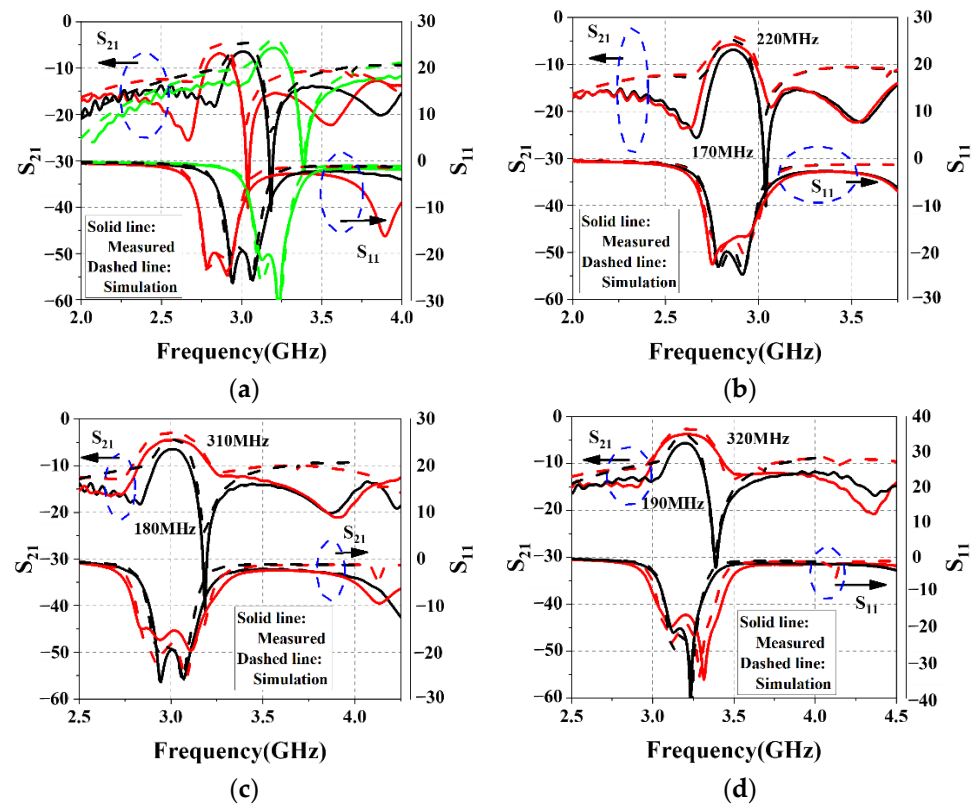 0
−10
−20
−30
−40
−50
−60
S21
30
20
10
0
−10
−20
−30
S11
S21
S11
Solid line:
Measured
Dashed line:
Simulation
2.0 2.5 3.0 3.5 4.0
Frequency(GHz)
(a)
0
−10
−20
−30
−40
−50
−60
S21
30
20
10
0
−10
−20
−30
S11
S21
220MHz
170MHz
S11
Solid line:
Measured
Dashed line:
Simulation
2.0 2.5 3.0 3.5
Frequency(GHz)
(b)
0
−10
−20
−30
−40
−50
−60
S21
30
20
10
0
−10
−20
−30
S11
S21
310MHz
180MHz
S21
Solid line:
Measured
Dashed line:
Simulation
2.5 3.0 3.5 4.0
Frequency(GHz)
(c)
0
−10
−20
−30
−40
−50
−60
S21
40
30
20
10
0
−10
−20
−30
−40
S11
S21
320MHz
190MHz
S11
Solid line:
Measured
Dashed line:
Simulation
2.5 3.0 3.5 4.0 4.5
Frequency(GHz)
(d)